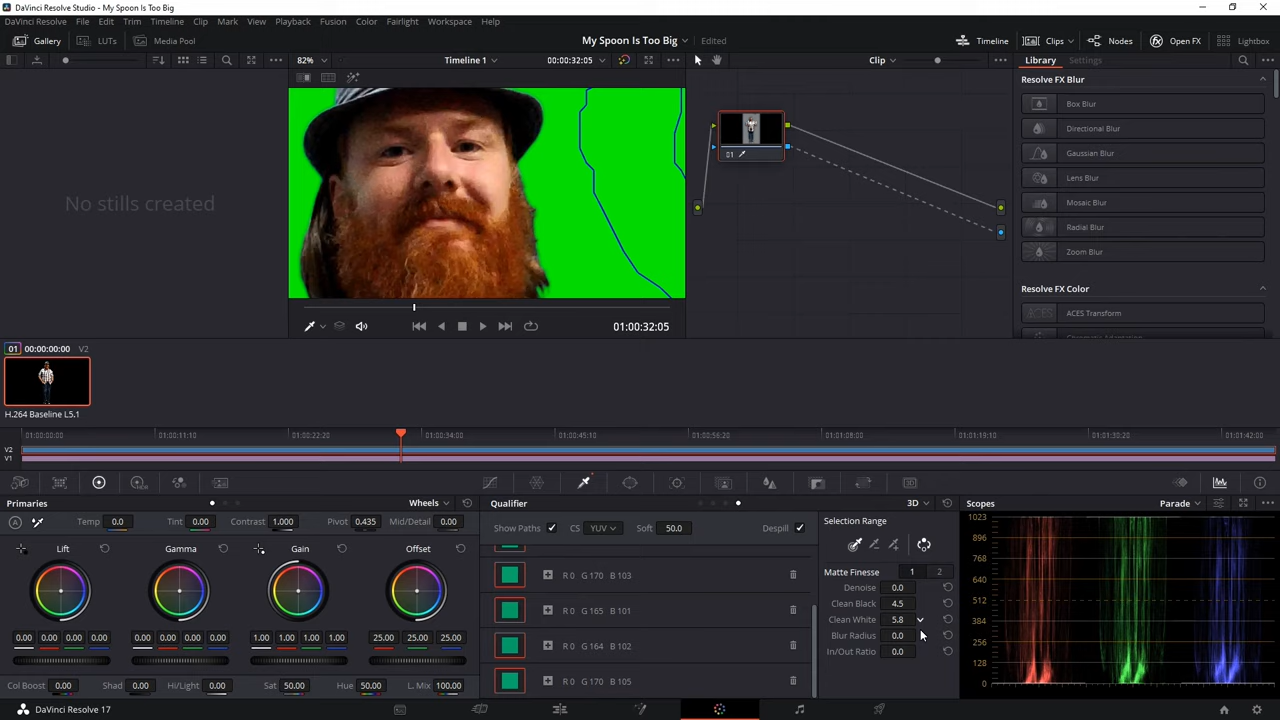 DaVinci Resolve Studio - My Spoon Is Too Big
DaVinci Resolve File Edit Trim Timeline Clip Mark View Playback Fusion Color Fairlight Workspace Help
Gallery LUTs Media Pool My Spoon Is Too Big Edited Timeline Clips Nodes Open FX Lightbox
82% Timeline 1 00:00:32:05 Clip Library Settings
Resolve FX Blur
Box Blur
Directional Blur
Gaussian Blur
Lens Blur
Mosaic Blur
Radial Blur
Zoom Blur
Resolve FX Color
ACES Transform
Chromatic Adaptation
No stills created
01
01:00:32:05
01 00:00:00:00 V2
H.264 Baseline L5.1
01:00:00:00 01:00:11:10 01:00:22:20 01:00:34:00 01:00:45:10 01:00:56:20 01:01:08:00 01:01:19:10 01:01:30:20 01:01:42:00
V2
V1
Primaries Wheels Qualifier 3D Scopes Parade
A Temp 0.0 Tint 0.00 Contrast 1.000 Pivot 0.435 Mid/Detail 0.00
Lift Gamma Gain Offset
0.00 0.00 0.00 0.00 0.00 0.00 0.00 0.00 1.00 1.00 1.00 1.00 25.00 25.00 25.00
Col Boost 0.00 Shad 0.00 Hi/Light 0.00 Sat 50.00 Hue 50.00 L. Mix 100.00
Show Paths CS YUV Soft 50.0 Despill
R 0 G 170 B 103
R 0 G 165 B 101
R 0 G 164 B 102
R 0 G 170 B 105
Selection Range
Matte Finesse 1 2
Denoise 0.0
Clean Black 4.5
Clean White 5.8
Blur Radius 0.0
In/Out Ratio 0.0
1023
896
768
640
512
384
256
128
0
DaVinci Resolve 17